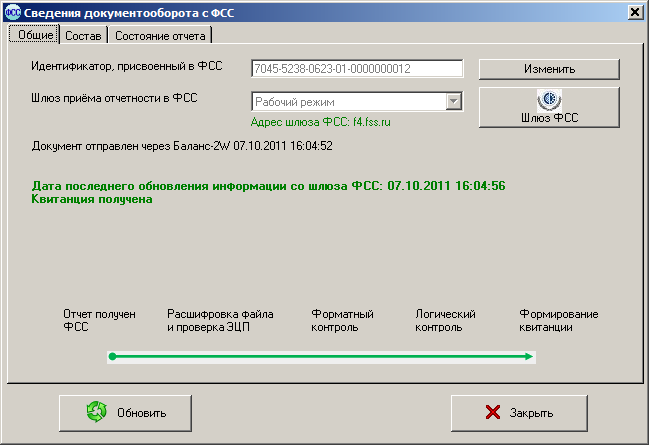 ФСС Сведения документооборота с ФСС
Общие Состав Состояние отчета
Идентификатор, присвоенный в ФСС 7045-5238-0623-01-0000000012 Изменить
Шлюз приёма отчетности в ФСС Рабочий режим
Адрес шлюза ФСС: f4.fss.ru
Шлюз ФСС
Документ отправлен через Баланс-2W 07.10.2011 16:04:52
Дата последнего обновления информации со шлюза ФСС: 07.10.2011 16:04:56
Квитанция получена
Отчет получен Расшифровка файла Форматный Логический Формирование
ФСС и проверка ЭЦП контроль контроль квитанции
Обновить Закрыть